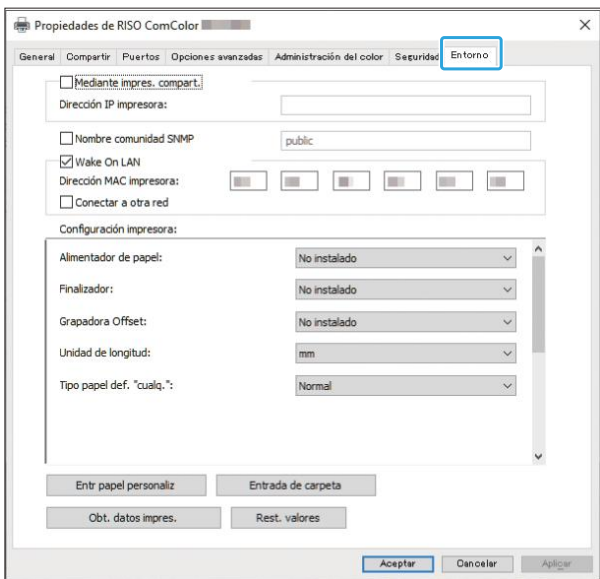 Propiedades de RISO ComColor
General Compartir Puertos Opciones avanzadas Administración del color Seguridad Entorno
Mediante impres. compart.
Dirección IP impresora:
Nombre comunidad SNMP public
Wake On LAN
Dirección MAC impresora:
Conectar a otra red
Configuración impresora:
Alimentador de papel: No instalado
Finalizador: No instalado
Grapadora Offset: No instalado
Unidad de longitud: mm
Tipo papel def. "cualq.": Normal
Entr papel personaliz Entrada de carpeta
Obt. datos impres. Rest. valores
Aceptar Cancelar Aplicar